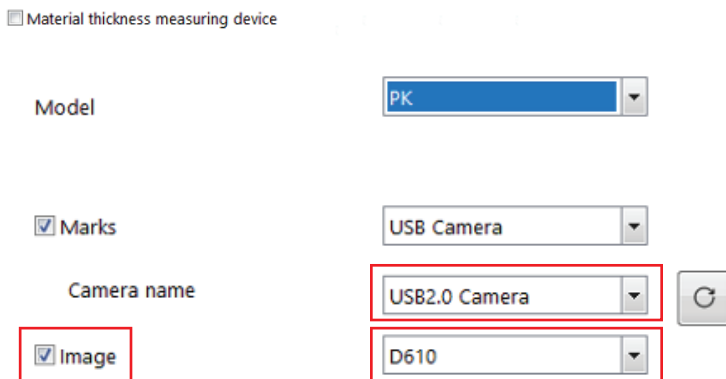 Material thickness measuring device
Model PK
Marks USB Camera
Camera name USB2.0 Camera
Image D610